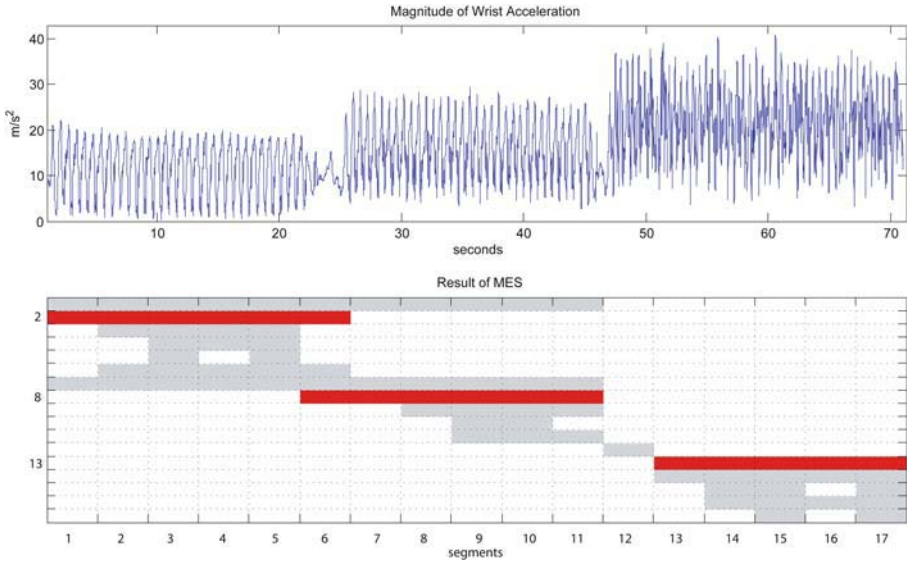 Magnitude of Wrist Acceleration
40
30
20
10
0
m/s²
10 20 30 40 50 60 70
seconds
Result of MES
2
8
13
1 2 3 4 5 6 7 8 9 10 11 12 13 14 15 16 17
segments